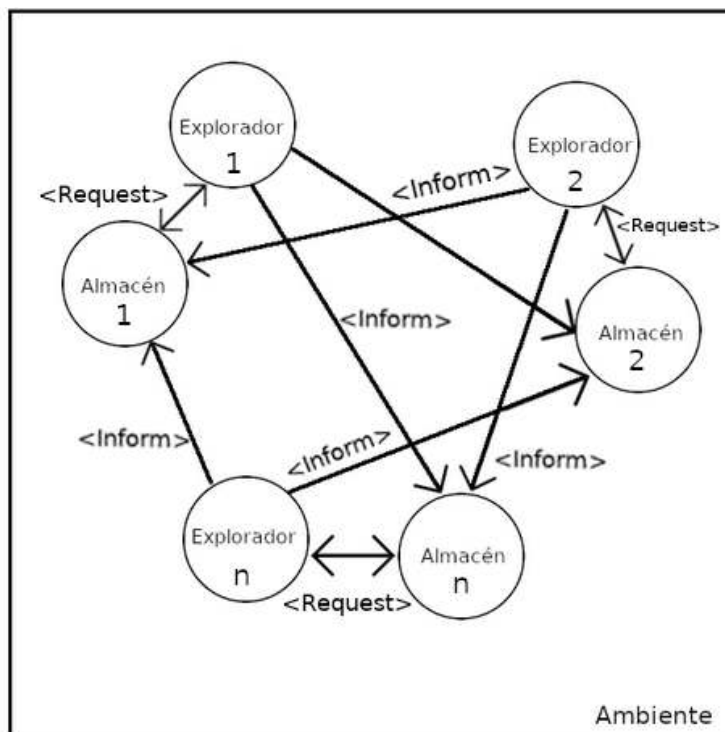 Explorador
1
Explorador
2
<Inform>
<Request>
<Request>
Almacén
1
<Inform>
Almacén
2
<Inform>
<Inform>
<Inform>
Explorador
n
Almacén
n
<Request>
Ambiente